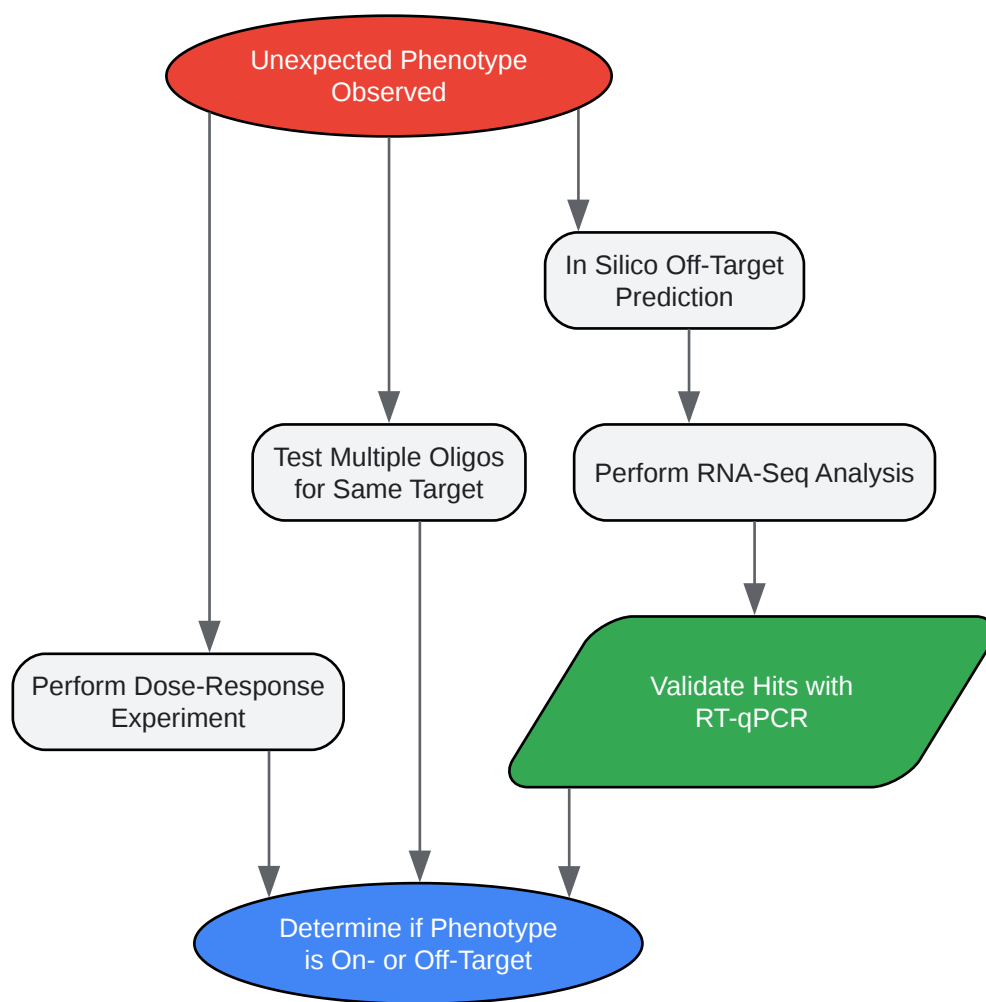 Unexpected Phenotype
Observed
In Silico Off-Target
Prediction
Test Multiple Oligos
for Same Target
Perform RNA-Seq Analysis
Perform Dose-Response
Experiment
Validate Hits with
RT-qPCR
Determine if Phenotype
is On- or Off-Target